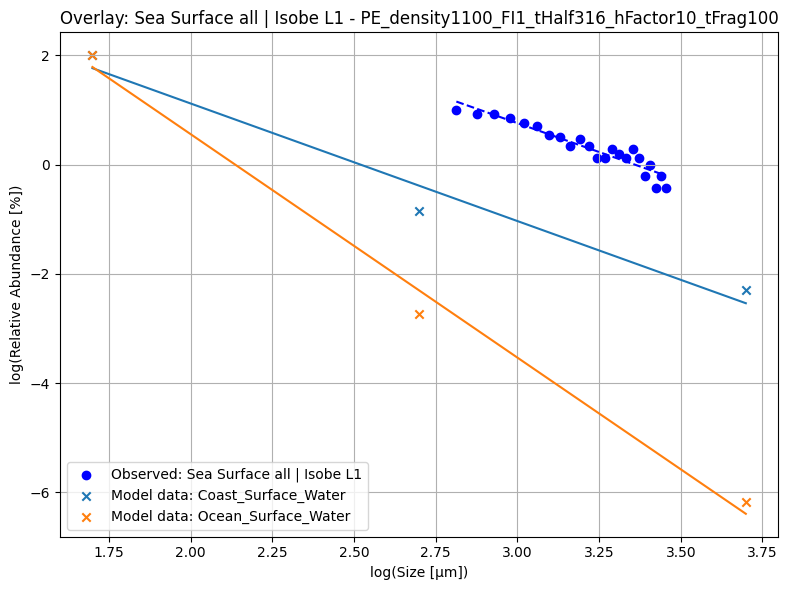 Overlay: Sea Surface all | Isobe L1 - PE_density1100_FI1_tHalf316_hFactor10_tFrag100
log(Relative Abundance [%])
2
0
−2
−4
−6
Observed: Sea Surface all | Isobe L1
Model data: Coast_Surface_Water
Model data: Ocean_Surface_Water
1.75 2.00 2.25 2.50 2.75 3.00 3.25 3.50 3.75
log(Size [µm])